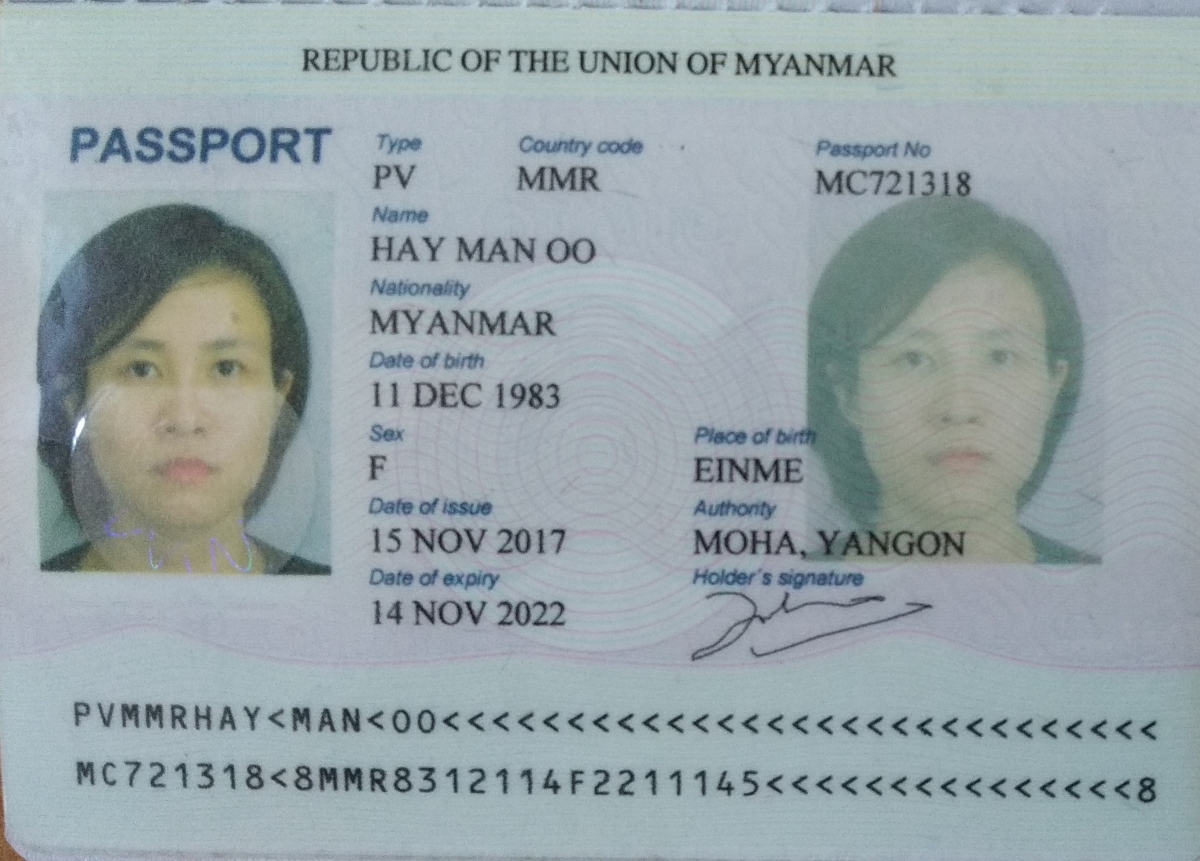 REPUBLIC OF THE UNION OF MYANMAR
PASSPORT
Type Country code Passport No
PV MMR MC721318
Name
HAY MAN OO
Nationality
MYANMAR
Date of birth
11 DEC 1983
Sex Place of birth
F EINME
Date of issue Authority
15 NOV 2017 MOHA, YANGON
Date of expiry Holder's signature
14 NOV 2022
PVMMRHAY<MAN<OO<<<<<<<<<<<<<<<<<<<<<<<<<<<<<
MC721318<8MMR8312114F2211145<<<<<<<<<<<<<<<8